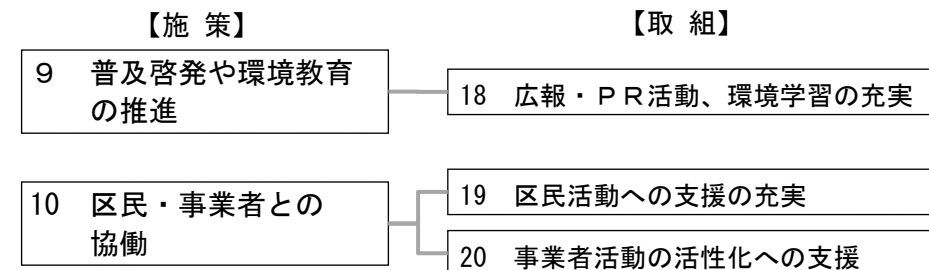 【施 策】
【取 組】
９ 普及啓発や環境教育
の推進
18 広報・ＰＲ活動、環境学習の充実
10 区民・事業者との
協働
19 区民活動への支援の充実
20 事業者活動の活性化への支援